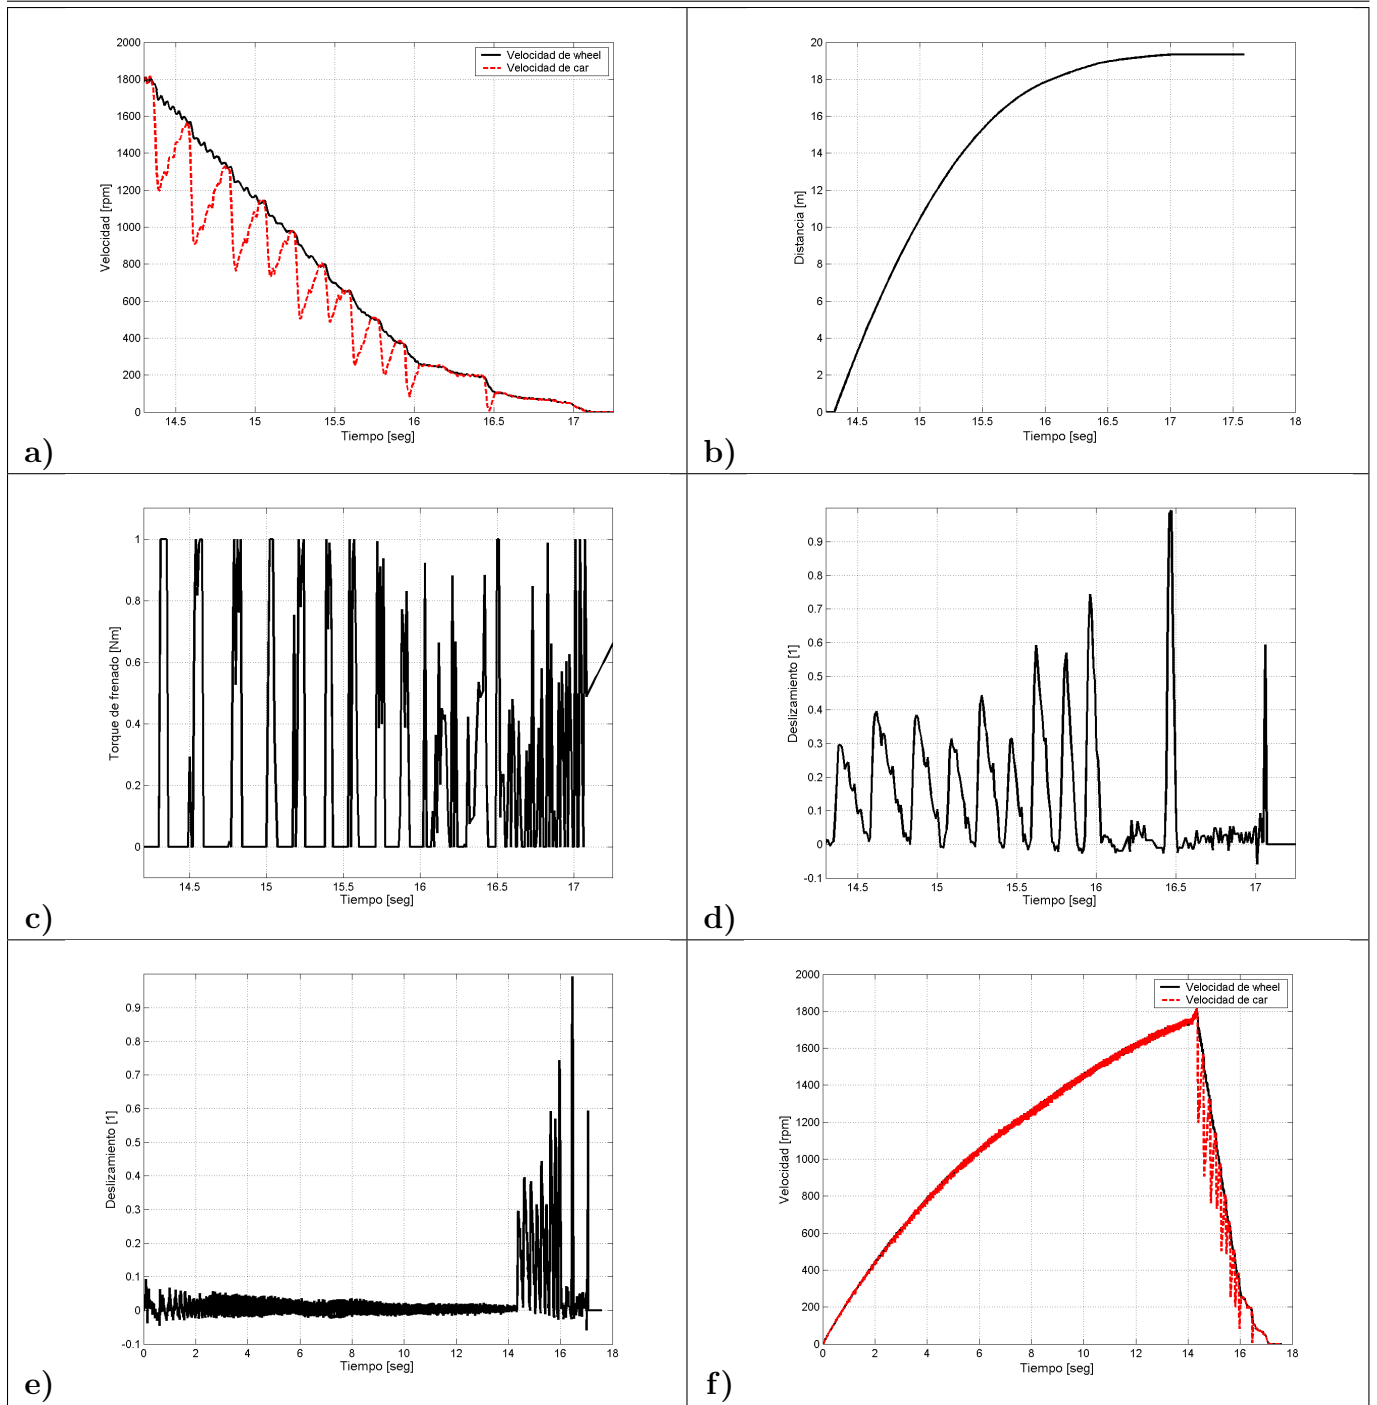 2000
1800
1600
1400
1200
1000
800
600
400
200
0
Velocidad [rpm]
Velocidad de wheel
Velocidad de car
14.5 15 15.5 16 16.5 17
Tiempo [seg]
a)
20
18
16
14
12
10
8
6
4
2
0
Distancia [m]
14.5 15 15.5 16 16.5 17 17.5 18
Tiempo [seg]
b)
1
0.8
0.6
0.4
0.2
0
Torque de frenado [Nm]
14.5 15 15.5 16 16.5 17
Tiempo [seg]
c)
0.9
0.8
0.7
0.6
0.5
0.4
0.3
0.2
0.1
0
-0.1
Deslizamiento [1]
14.5 15 15.5 16 16.5 17
Tiempo [seg]
d)
0.9
0.8
0.7
0.6
0.5
0.4
0.3
0.2
0.1
0
-0.1
Deslizamiento [1]
0 2 4 6 8 10 12 14 16 18
Tiempo [seg]
e)
2000
1800
1600
1400
1200
1000
800
600
400
200
0
Velocidad [rpm]
Velocidad de wheel
Velocidad de car
0 2 4 6 8 10 12 14 16 18
Tiempo [seg]
f)